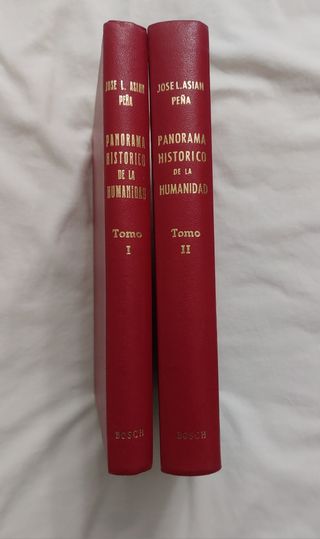 JOSE L. ASIAN
PEÑA
PANORAMA
HISTORICO
DE LA
HUMANIDAD
Tomo
I
BOSCH
JOSE L. ASIAN
PEÑA
PANORAMA
HISTORICO
DE LA
HUMANIDAD
Tomo
II
BOSCH